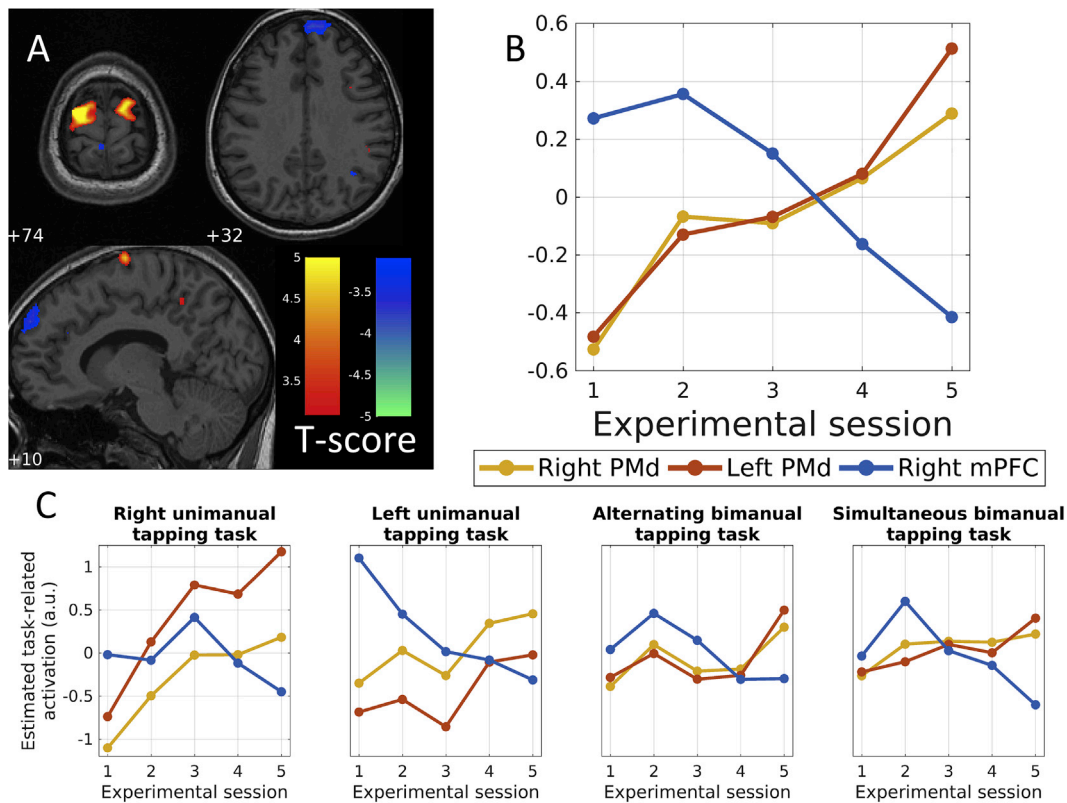 A
+74
+32
+10
5
4.5
4
3.5
-3.5
-4
-4.5
-5
T-score
B
0.6
0.4
0.2
0
-0.2
-0.4
-0.6
1 2 3 4 5
Experimental session
Right PMd Left PMd Right mPFC
C
Right unimanual
tapping task
Left unimanual
tapping task
Alternating bimanual
tapping task
Simultaneous bimanual
tapping task
Estimated task-related
activation (a.u.)
1
0.5
0
-0.5
-1
1 2 3 4 5
Experimental session
1 2 3 4 5
Experimental session
1 2 3 4 5
Experimental session
1 2 3 4 5
Experimental session